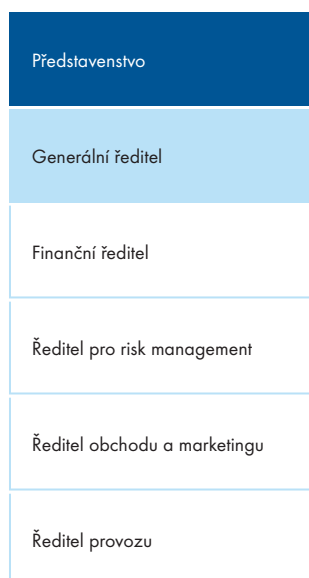 Představenstvo
Generální ředitel
Finanční ředitel
Ředitel pro risk management
Ředitel obchodu a marketingu
Ředitel provozu